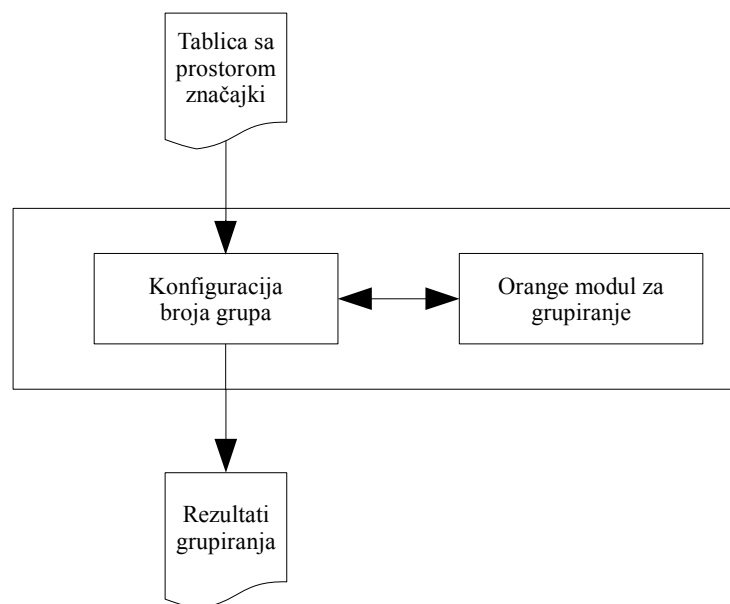 Tablica sa
prostorom
značajki
Konfiguracija
broja grupa
Orange modul za
grupiranje
Rezultati
grupiranja